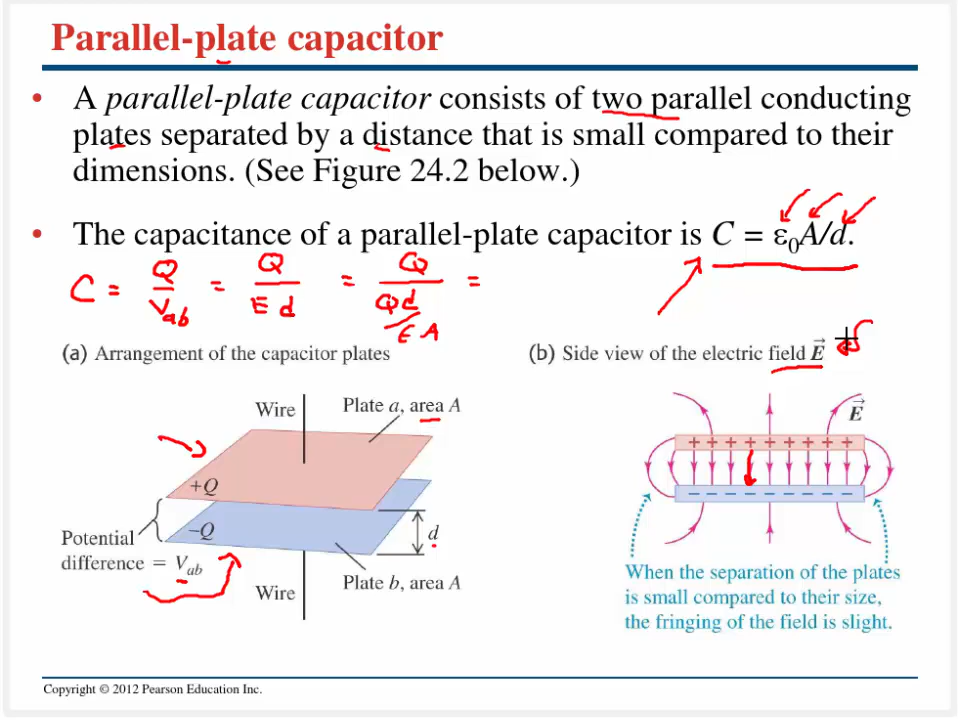 Parallel-plate capacitor
• A parallel-plate capacitor consists of two parallel conducting
plates separated by a distance that is small compared to their
dimensions. (See Figure 24.2 below.)
• The capacitance of a parallel-plate capacitor is C = ε₀A/d.
C = Q/Vab = Q/Ed = Q/(Qd/εA) =
(a) Arrangement of the capacitor plates
Wire
Plate a, area A
+Q
−Q
Potential
difference = Vab
d
Wire
Plate b, area A
(b) Side view of the electric field E⃗
E⃗
+ + + + + + + + +
− − − − − − − − −
When the separation of the plates
is small compared to their size,
the fringing of the field is slight.
Copyright © 2012 Pearson Education Inc.